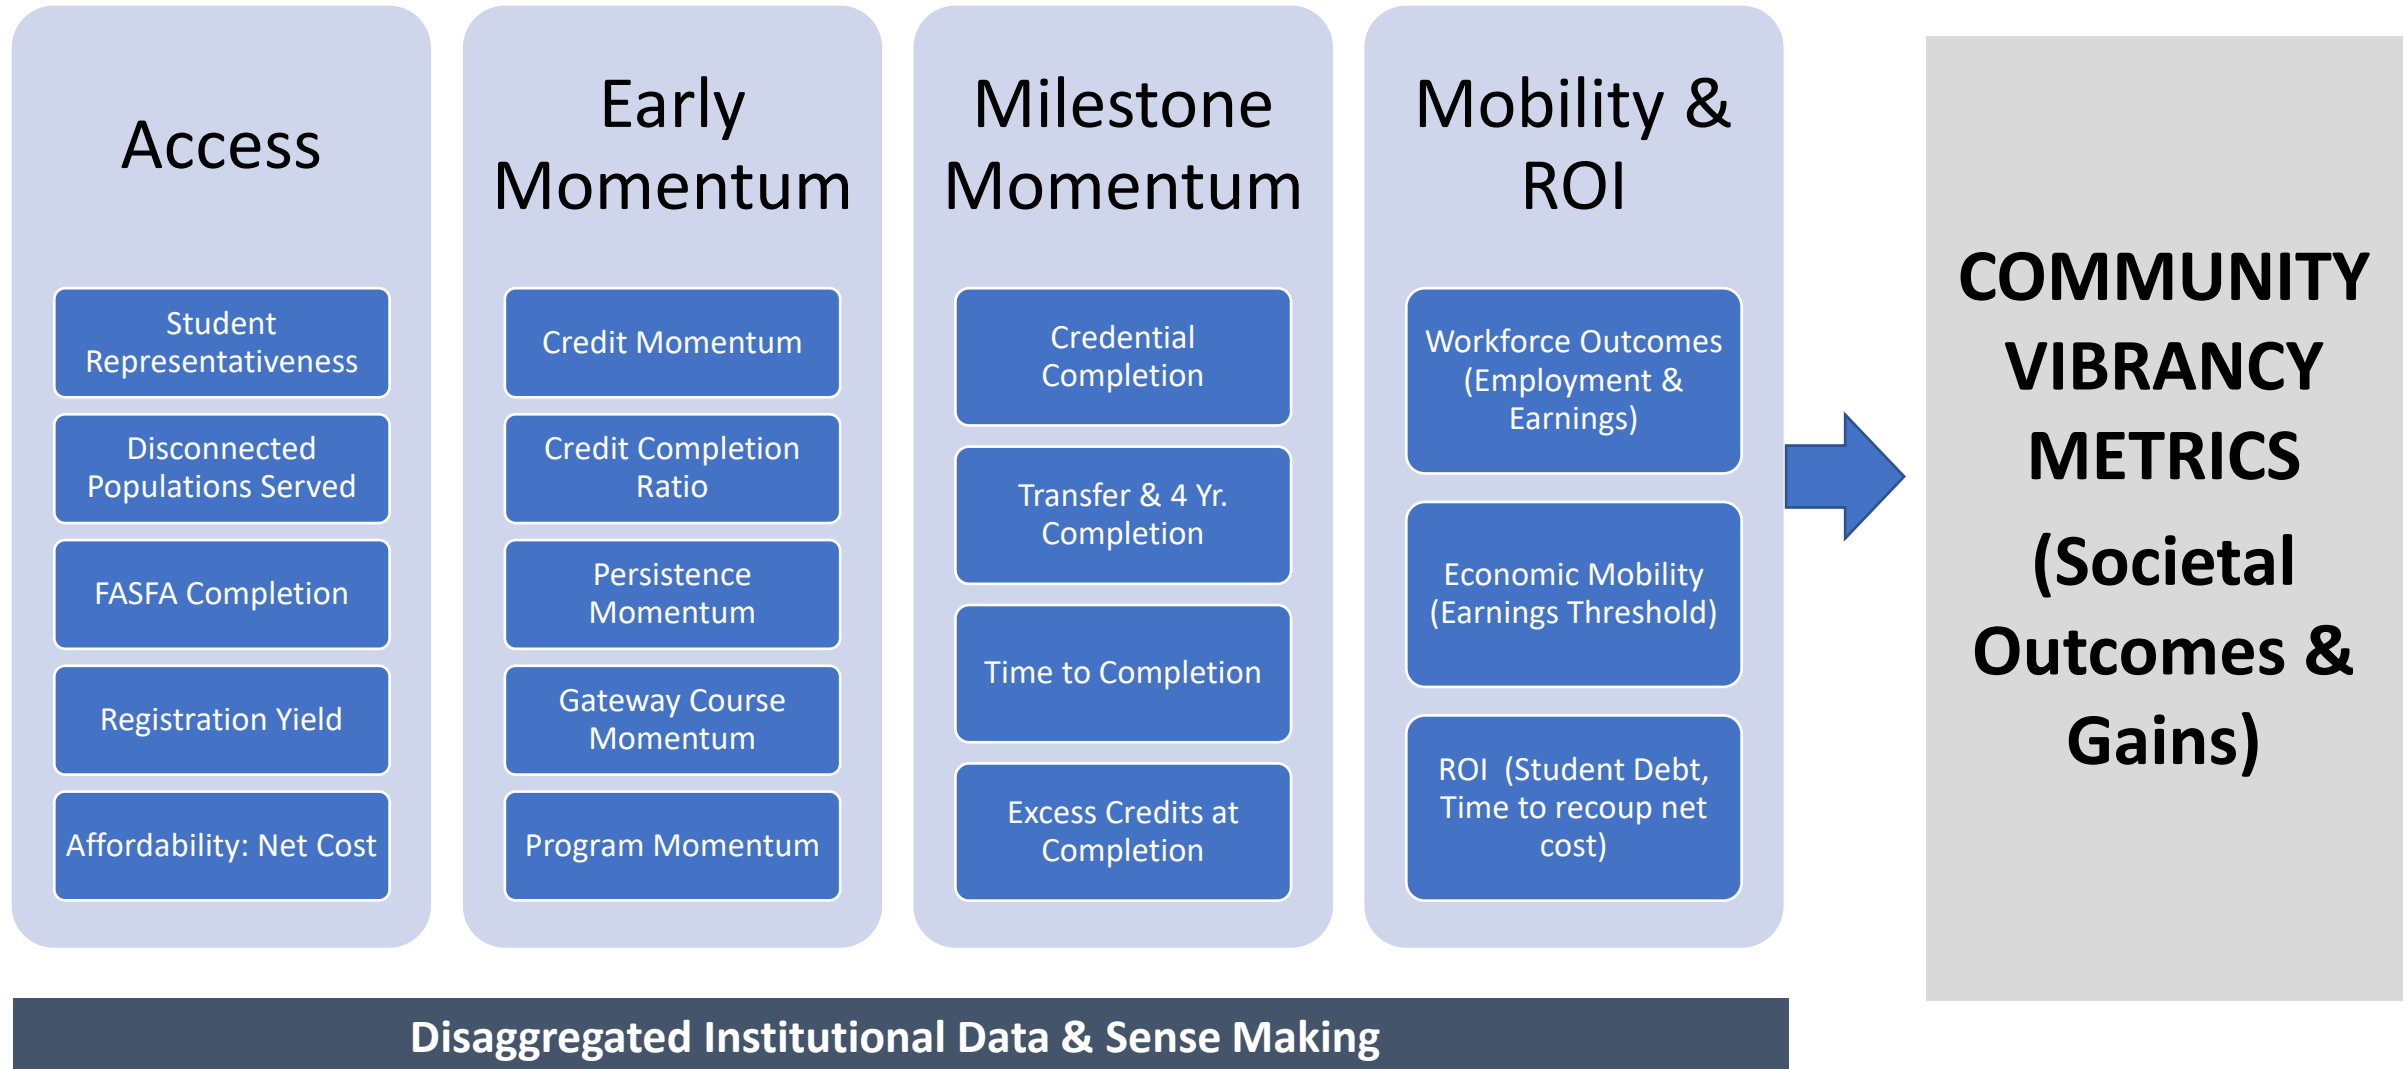 Access
Student
Representativeness
Disconnected
Populations Served
FASFA Completion
Registration Yield
Affordability: Net Cost
Early
Momentum
Credit Momentum
Credit Completion
Ratio
Persistence
Momentum
Gateway Course
Momentum
Program Momentum
Milestone
Momentum
Credential
Completion
Transfer & 4 Yr.
Completion
Time to Completion
Excess Credits at
Completion
Mobility &
ROI
Workforce Outcomes
(Employment &
Earnings)
Economic Mobility
(Earnings Threshold)
ROI  (Student Debt,
Time to recoup net
cost)
COMMUNITY
VIBRANCY
METRICS
(Societal
Outcomes &
Gains)
Disaggregated Institutional Data & Sense Making